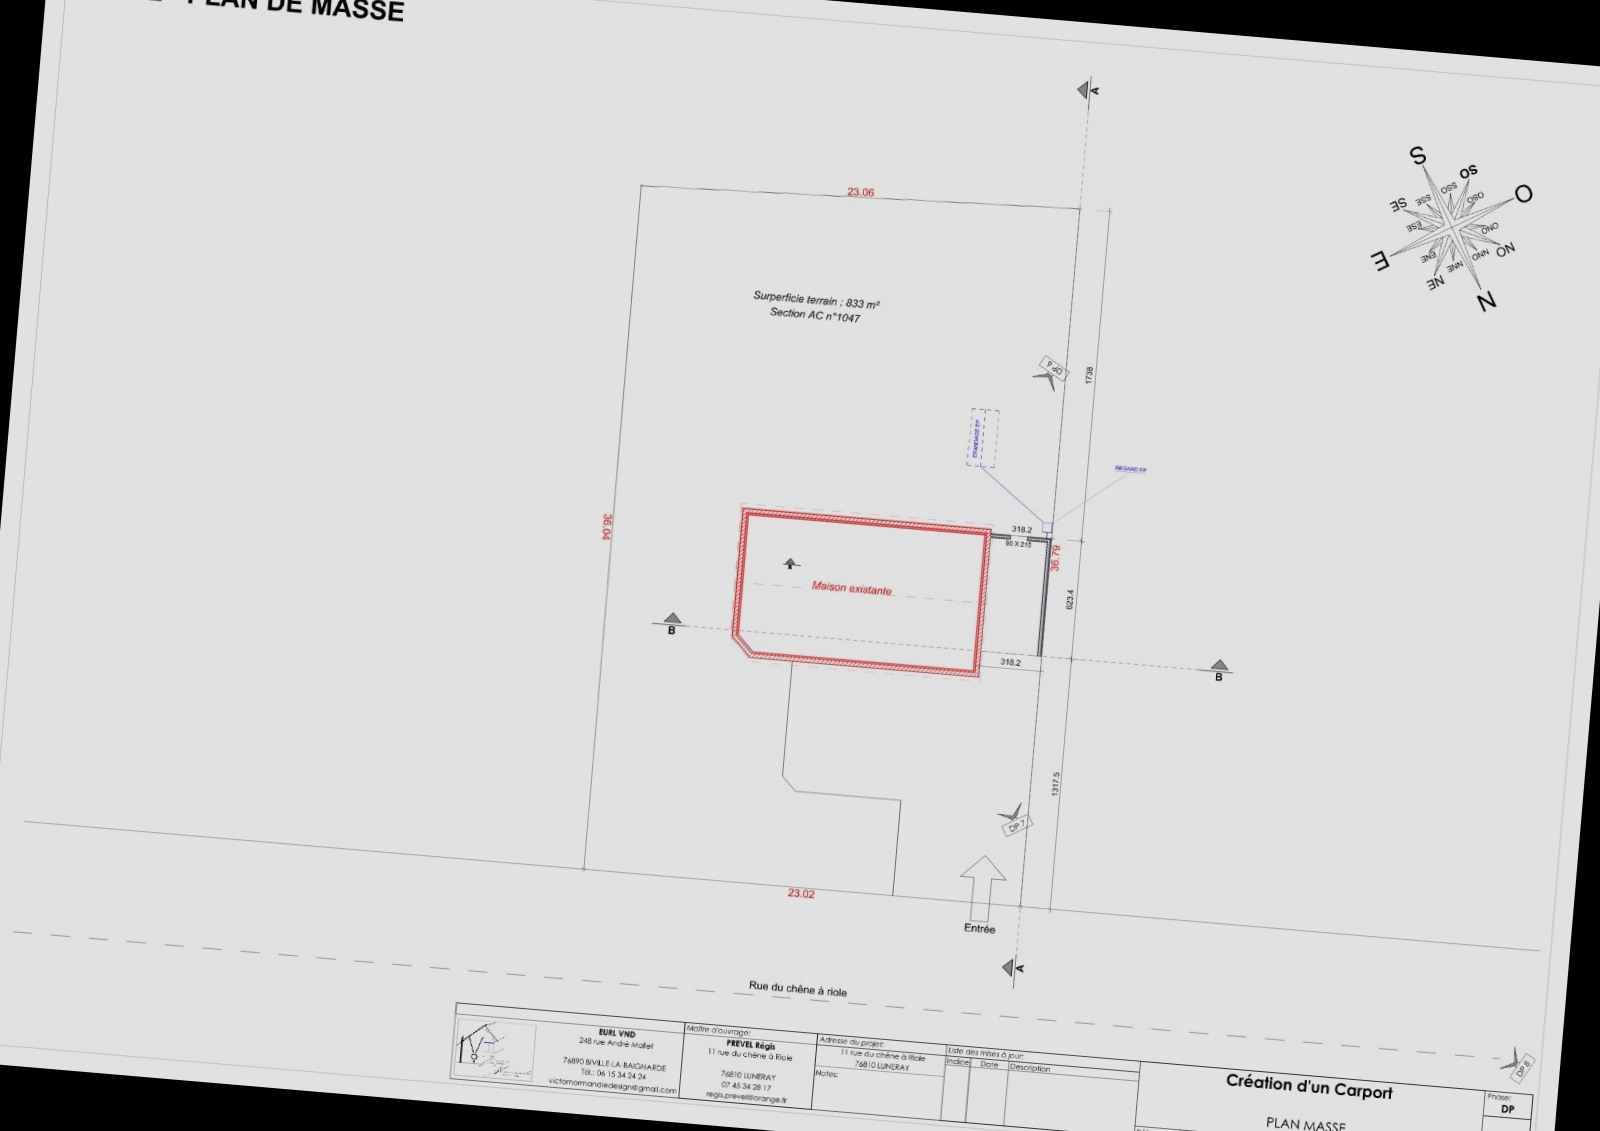 PLAN DE MASSE
A
23.06
S
SO
SSO
O
OSO
SSE
SE
ESE
ONO
E
NO
NNO
ENE
NNE
NE
N
Surperficie terrain : 833 m²
Section AC n°1047
DP 6
1738
EPANDAGE EP
REGARD EP
36.04
318.2
90 X 215
36.79
Maison existante
623.4
B
318.2
B
1317.5
DP 7
23.02
Entrée
A
Rue du chêne à riole
DP 8
EURL VND
248 rue André Mallet
76890 BIVILLE-LA-BAIGNARDE
Tél.: 06 15 34 24 24
victornormandiedesign@gmail.com
Maître d'ouvrage:
PREVEL Régis
11 rue du chêne à Riole
76810 LUNERAY
07 45 34 28 17
regis.prevel@orange.fr
Adresse du projet:
11 rue du chêne à Riole
76810 LUNERAY
Notes:
Liste des mises à jour:
Indice
Date
Description
Création d'un Carport
PLAN MASSE
Phase:
DP